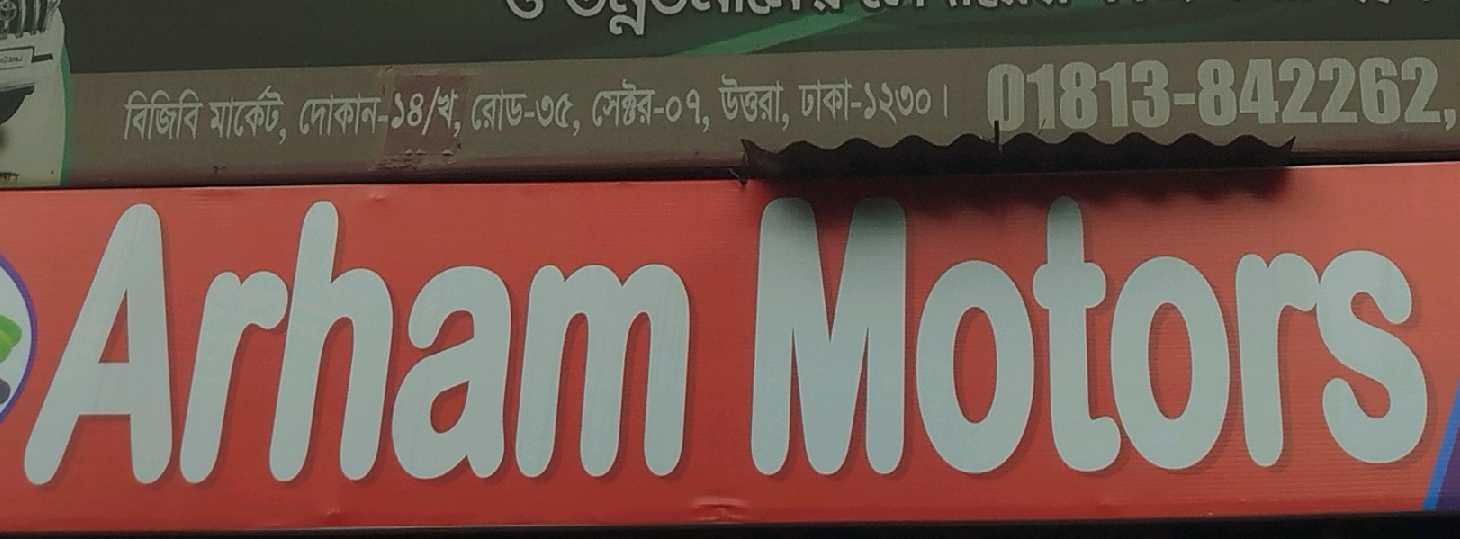 বিজিবি মার্কেট, দোকান-১৪/খ, রোড-৩৫, সেক্টর-০৭, উত্তরা, ঢাকা-১২৩০। 01813-842262,
Arham Motors